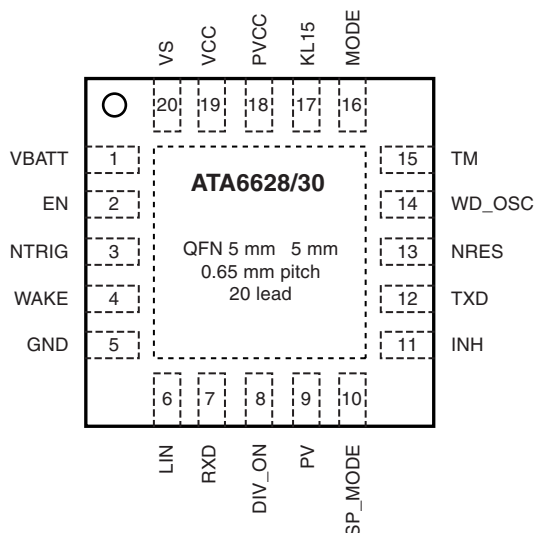 VS
VCC
PVCC
KL15
MODE
20
19
18
17
16
VBATT 1
EN 2
NTRIG 3
WAKE 4
GND 5
ATA6628/30
QFN 5 mm 5 mm
0.65 mm pitch
20 lead
15 TM
14 WD_OSC
13 NRES
12 TXD
11 INH
6
7
8
9
10
LIN
RXD
DIV_ON
PV
SP_MODE